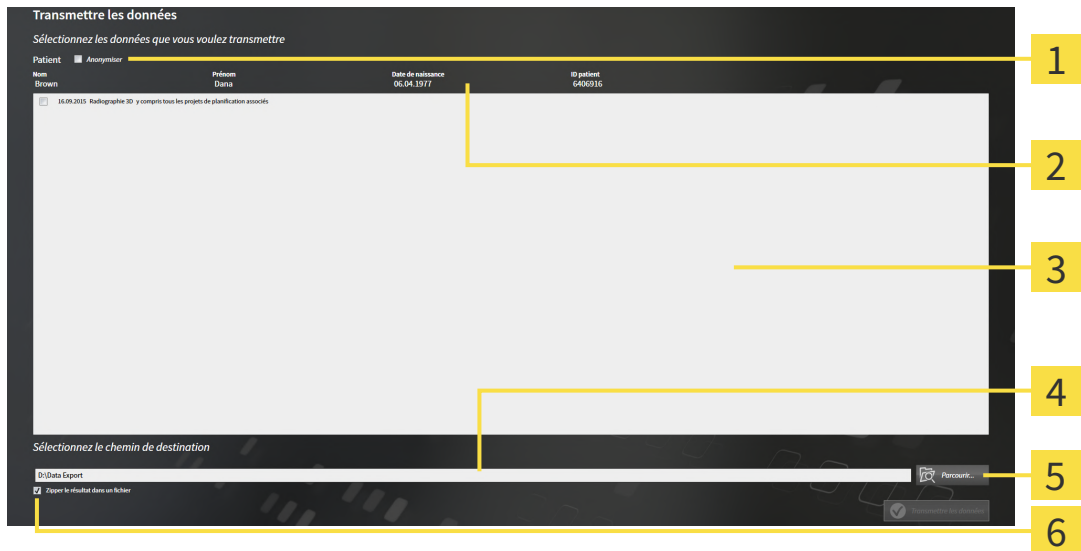 Transmettre les données
Sélectionnez les données que vous voulez transmettre
Patient Anonymiser
1
Nom Prénom Date de naissance ID patient
Brown Dana 06.04.1977 6406916
16.09.2015 Radiographie 3D y compris tous les projets de planification associés
2
3
4
Sélectionnez le chemin de destination
D:\Data Export Parcourir...
5
Zipper le résultat dans un fichier
Transmettre les données
6